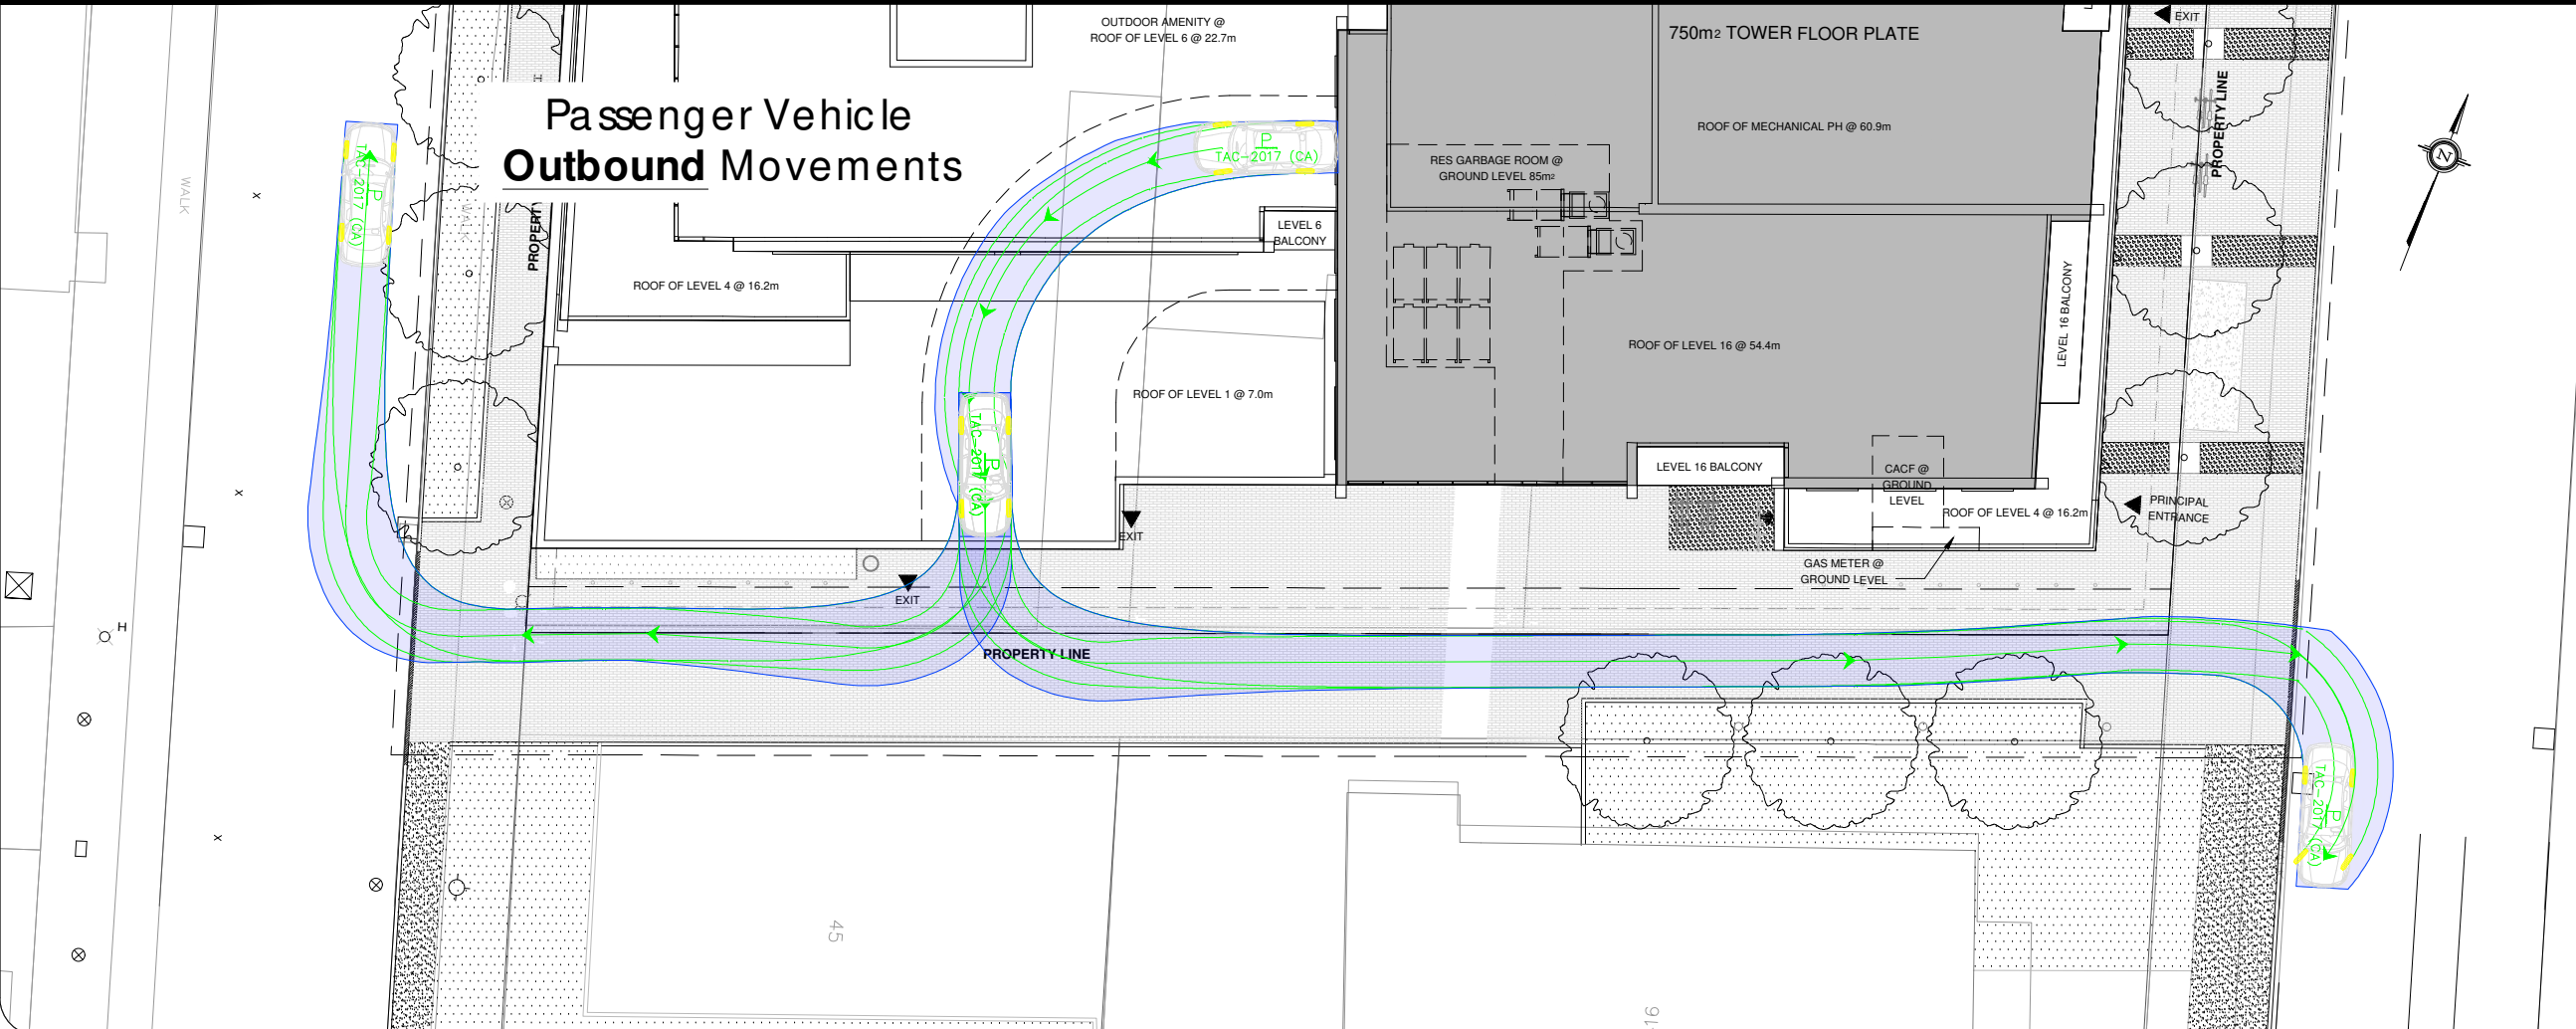 OUTDOOR AMENITY @
ROOF OF LEVEL 6 @ 22.7m
750m2 TOWER FLOOR PLATE
EXIT
Passenger Vehicle
Outbound Movements
PROPERTY LINE
ROOF OF MECHANICAL PH @ 60.9m
P
TAC-2017 (CA)
RES GARBAGE ROOM @
GROUND LEVEL 85m2
WALK
WALK
P
TAC-2017 (CA)
PROPERTY
LEVEL 6
BALCONY
N
ROOF OF LEVEL 4 @ 16.2m
LEVEL 16 BALCONY
ROOF OF LEVEL 16 @ 54.4m
ROOF OF LEVEL 1 @ 7.0m
P
TAC-2017 (CA)
LEVEL 16 BALCONY
CACF @
GROUND
LEVEL
ROOF OF LEVEL 4 @ 16.2m
PRINCIPAL
ENTRANCE
EXIT
GAS METER @
GROUND LEVEL
EXIT
H
PROPERTY LINE
P
TAC-2017 (CA)
45